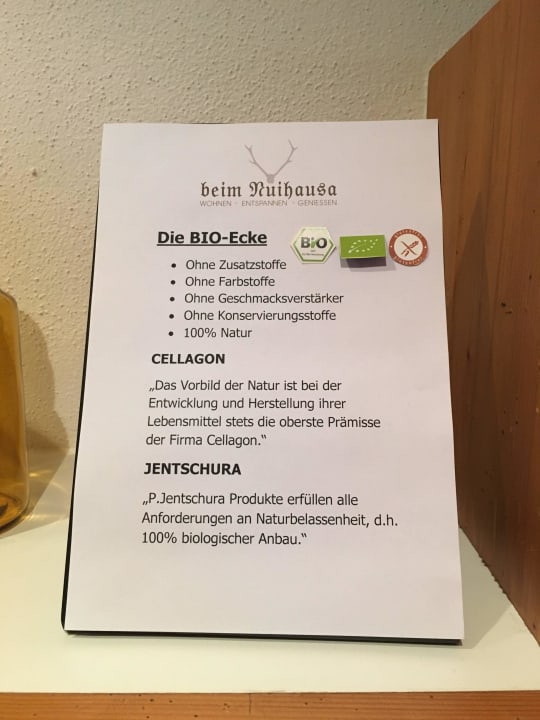 beim Nuihausa
WOHNEN · ENTSPANNEN · GENIESSEN
Die BIO-Ecke
Bio
• Ohne Zusatzstoffe
• Ohne Farbstoffe
• Ohne Geschmacksverstärker
• Ohne Konservierungsstoffe
• 100% Natur
CELLAGON
„Das Vorbild der Natur ist bei der
Entwicklung und Herstellung ihrer
Lebensmittel stets die oberste Prämisse
der Firma Cellagon.“
JENTSCHURA
„P.Jentschura Produkte erfüllen alle
Anforderungen an Naturbelassenheit, d.h.
100% biologischer Anbau.“